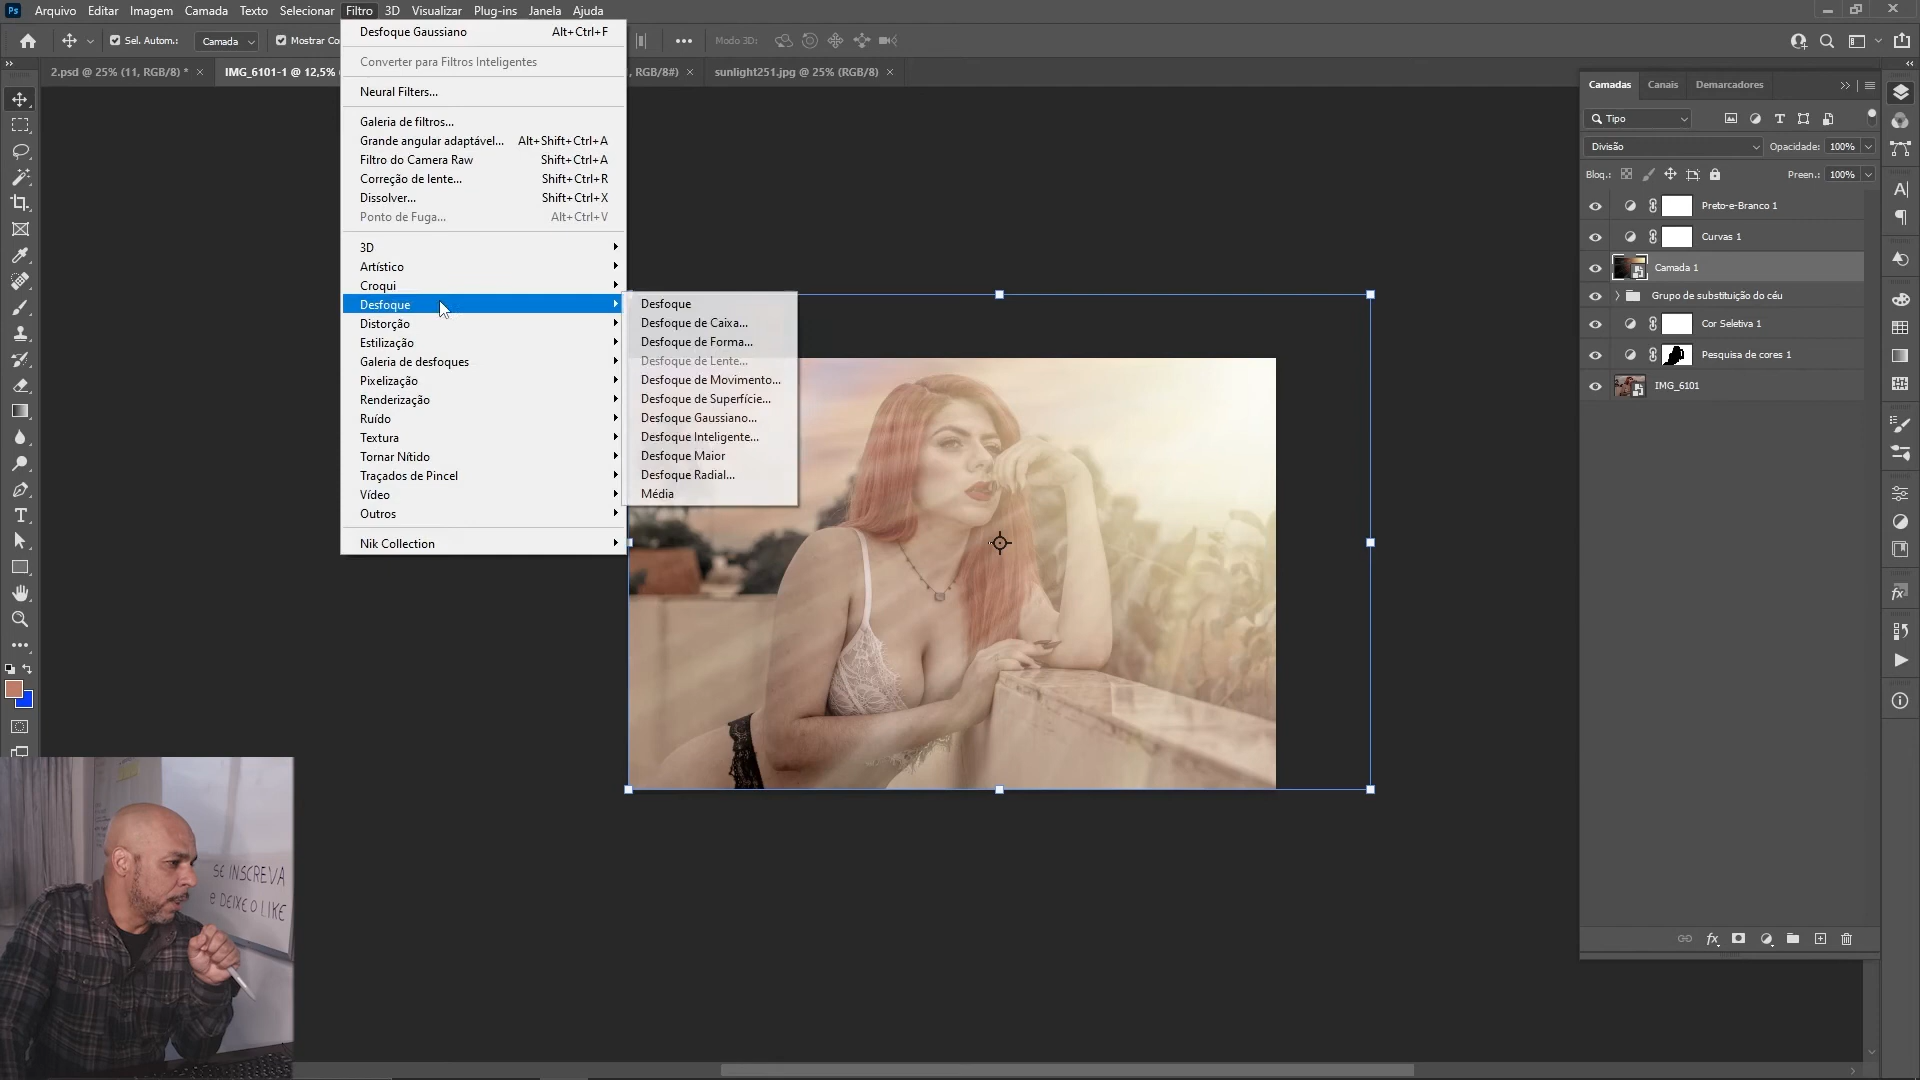 Ps Arquivo Editar Imagem Camada Texto Selecionar Filtro 3D Visualizar Plug-ins Janela Ajuda
Sel. Autom.: Camada Mostrar Co
Modo 3D:
2.psd @ 25% (11, RGB/8) *
IMG_6101-1 @ 12,5%
, RGB/8#)
sunlight251.jpg @ 25% (RGB/8)
Desfoque Gaussiano Alt+Ctrl+F
Converter para Filtros Inteligentes
Neural Filters...
Galeria de filtros...
Grande angular adaptável... Alt+Shift+Ctrl+A
Filtro do Camera Raw Shift+Ctrl+A
Correção de lente... Shift+Ctrl+R
Dissolver... Shift+Ctrl+X
Ponto de Fuga... Alt+Ctrl+V
3D
Artístico
Croqui
Desfoque
Distorção
Estilização
Galeria de desfoques
Pixelização
Renderização
Ruído
Textura
Tornar Nítido
Traçados de Pincel
Vídeo
Outros
Nik Collection
Desfoque
Desfoque de Caixa...
Desfoque de Forma...
Desfoque de Lente...
Desfoque de Movimento...
Desfoque de Superfície...
Desfoque Gaussiano...
Desfoque Inteligente...
Desfoque Maior
Desfoque Radial...
Média
Camadas Canais Demarcadores
Tipo
Divisão Opacidade: 100%
Bloq.: Preen.: 100%
Preto-e-Branco 1
Curvas 1
Camada 1
Grupo de substituição do céu
Cor Seletiva 1
Pesquisa de cores 1
IMG_6101
fx
SE INSCREVA
e DEIXE O LIKE